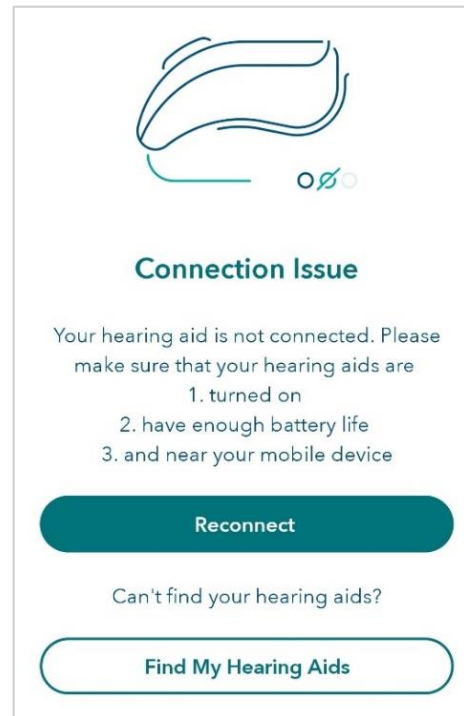 Connection Issue
Your hearing aid is not connected. Please
make sure that your hearing aids are
1. turned on
2. have enough battery life
3. and near your mobile device
Reconnect
Can't find your hearing aids?
Find My Hearing Aids